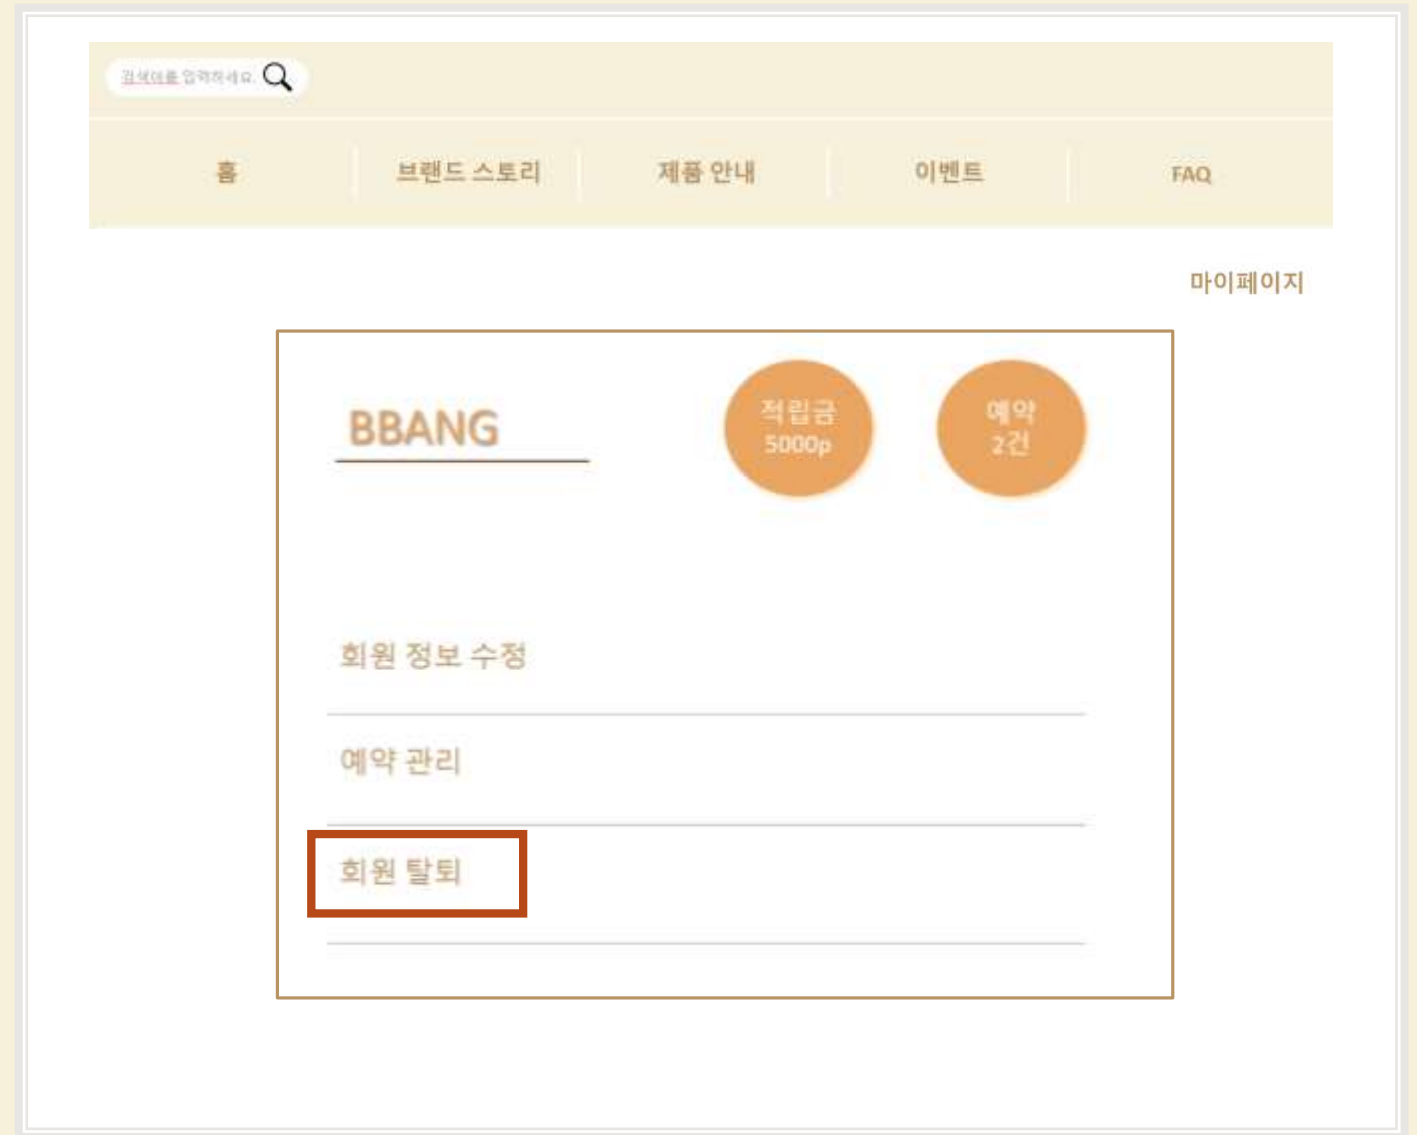 검색어를 입력하세요.
홈
브랜드 스토리
제품 안내
이벤트
FAQ
마이페이지
BBANG
적립금
5000p
예약
2건
회원 정보 수정
예약 관리
회원 탈퇴